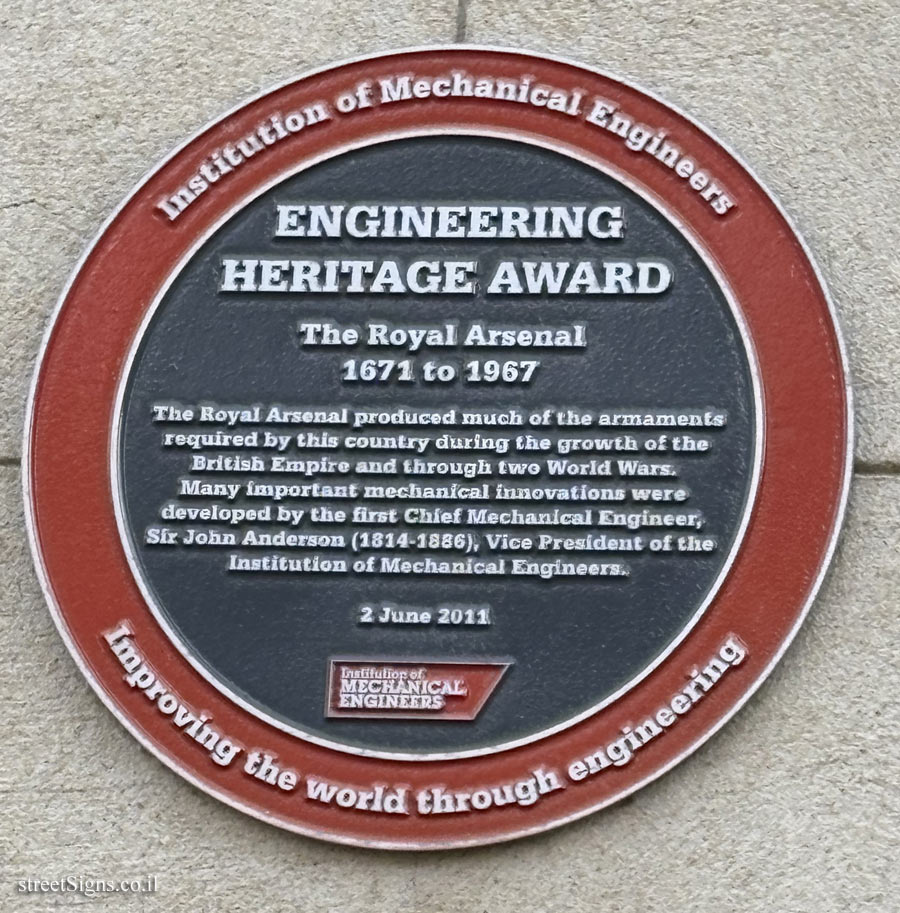 Institution of Mechanical Engineers
ENGINEERING
HERITAGE AWARD
The Royal Arsenal
1671 to 1967
The Royal Arsenal produced much of the armaments
required by this country during the growth of the
British Empire and through two World Wars.
Many important mechanical innovations were
developed by the first Chief Mechanical Engineer,
Sir John Anderson (1814-1886), Vice President of the
Institution of Mechanical Engineers.
2 June 2011
Institution of
MECHANICAL
ENGINEERS
Improving the world through engineering
streetSigns.co.il